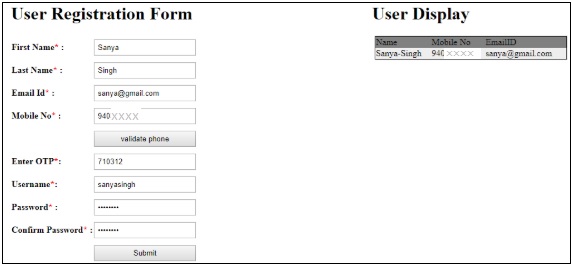 User Registration Form
First Name* : Sanya
Last Name* : Singh
Email Id* : sanya@gmail.com
Mobile No* : 940XXXX
validate phone
Enter OTP*: 710312
Username*: sanyasingh
Password* : ••••••••
Confirm Password* : ••••••••
Submit
User Display
Name Mobile No EmailID
Sanya-Singh 940XXXX sanya@gmail.com